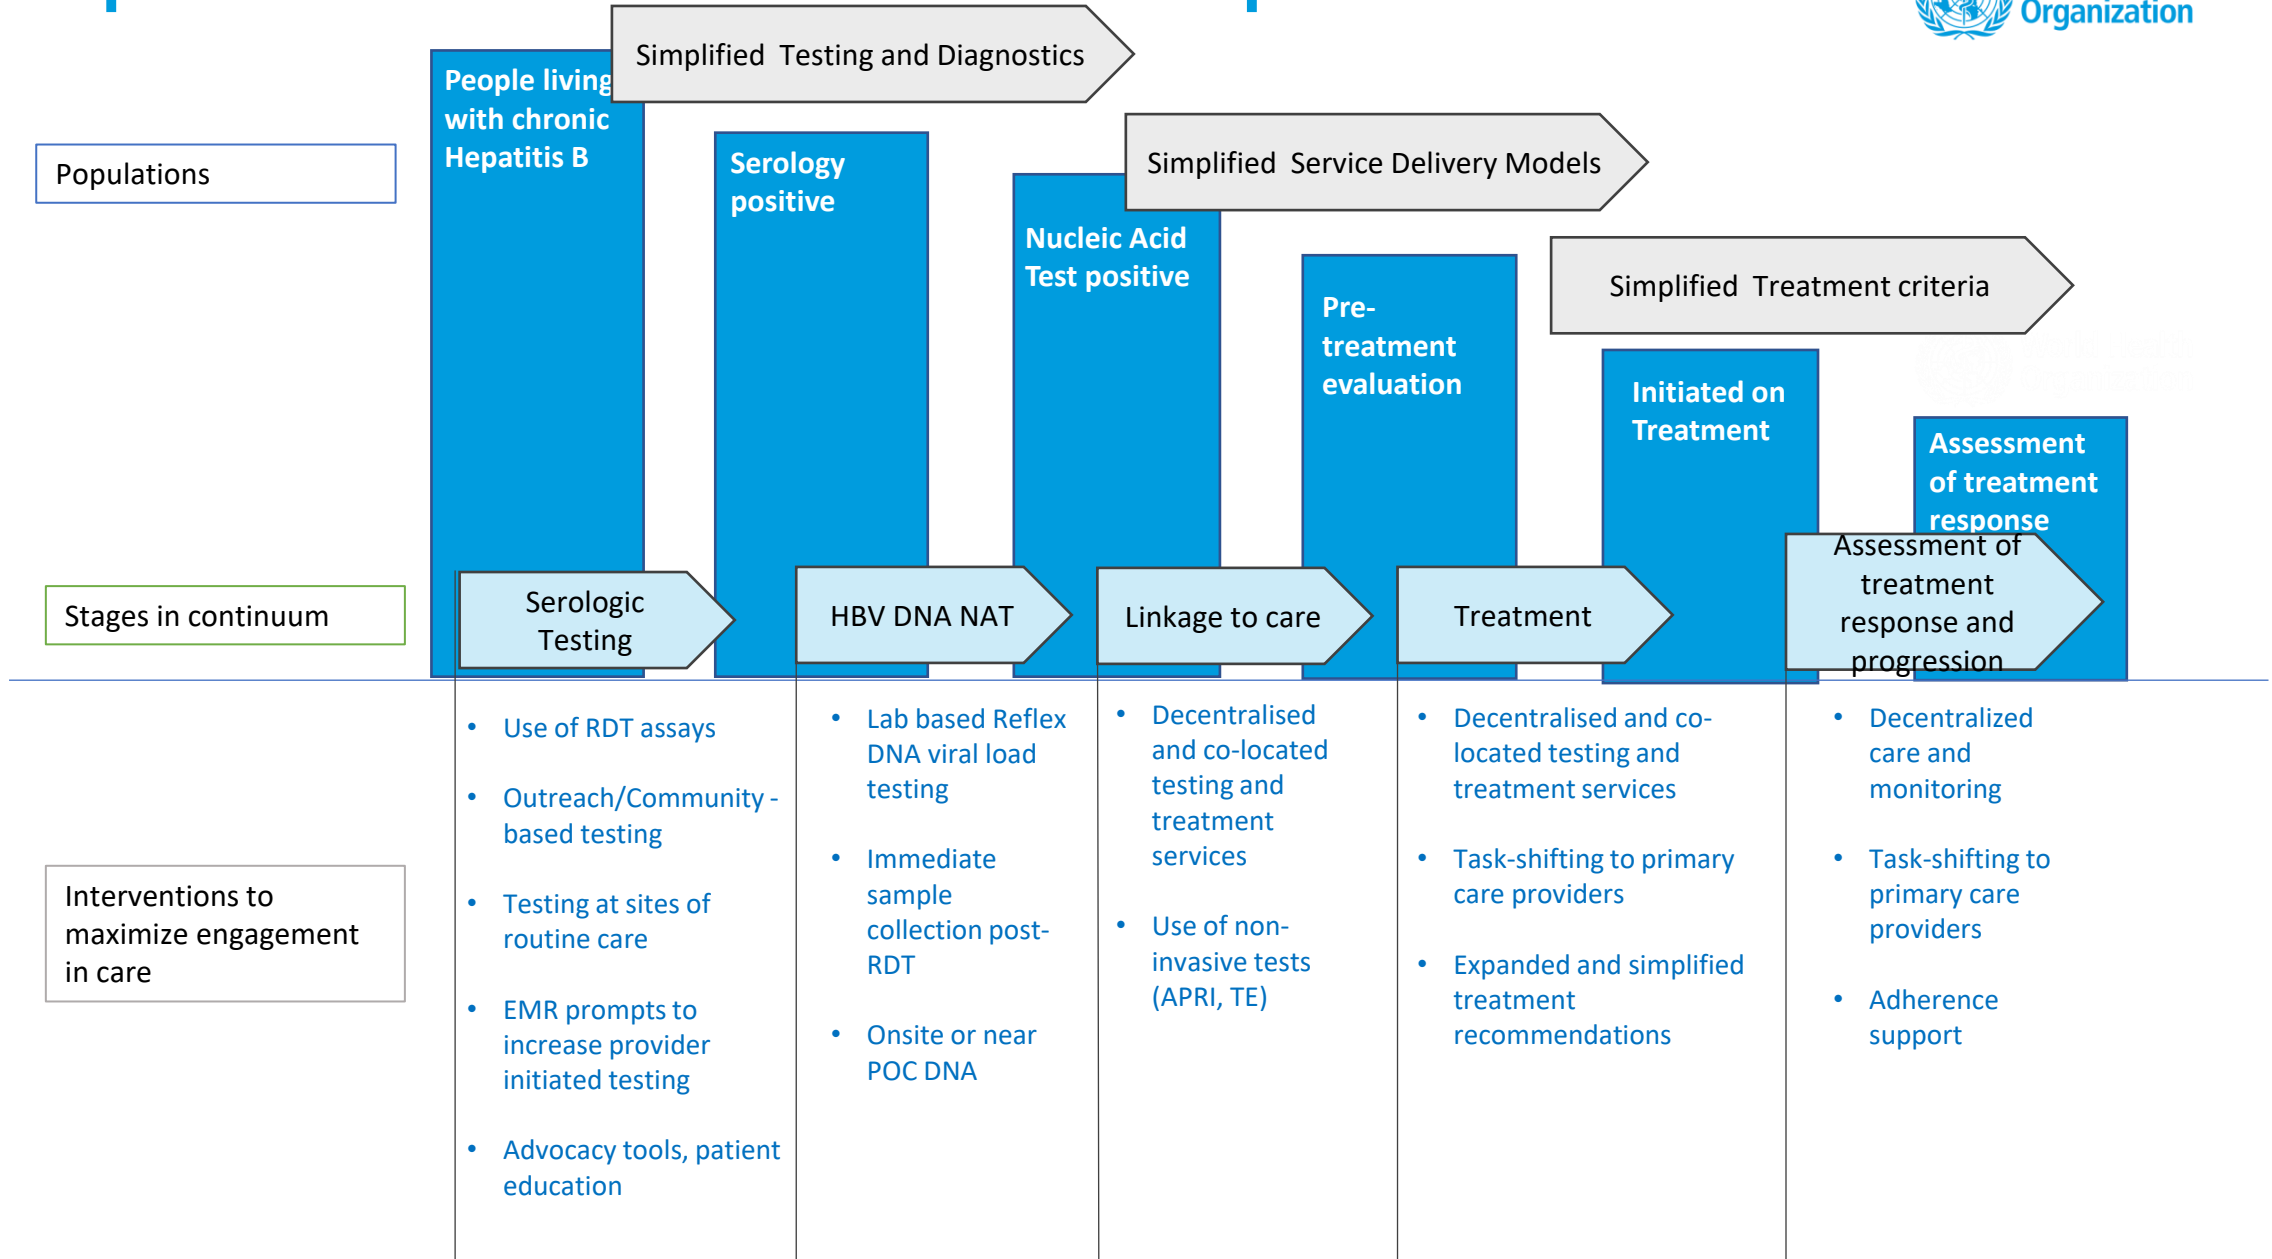 Organization
Simplified  Testing and Diagnostics
People living
with chronic
Hepatitis B
Populations
Serology
positive
Simplified  Service Delivery Models
Nucleic Acid
Test positive
Simplified  Treatment criteria
Pre-
treatment
evaluation
Initiated on
Treatment
Assessment
of treatment
response
Stages in continuum
Serologic
Testing
HBV DNA NAT
Linkage to care
Treatment
Assessment of
treatment
response and
progression
Interventions to
maximize engagement
in care
• Use of RDT assays
• Outreach/Community -
based testing
• Testing at sites of
routine care
• EMR prompts to
increase provider
initiated testing
• Advocacy tools, patient
education
• Lab based Reflex
DNA viral load
testing
• Immediate
sample
collection post-
RDT
• Onsite or near
POC DNA
• Decentralised
and co-located
testing and
treatment
services
• Use of non-
invasive tests
(APRI, TE)
• Decentralised and co-
located testing and
treatment services
• Task-shifting to primary
care providers
• Expanded and simplified
treatment
recommendations
• Decentralized
care and
monitoring
• Task-shifting to
primary care
providers
• Adherence
support